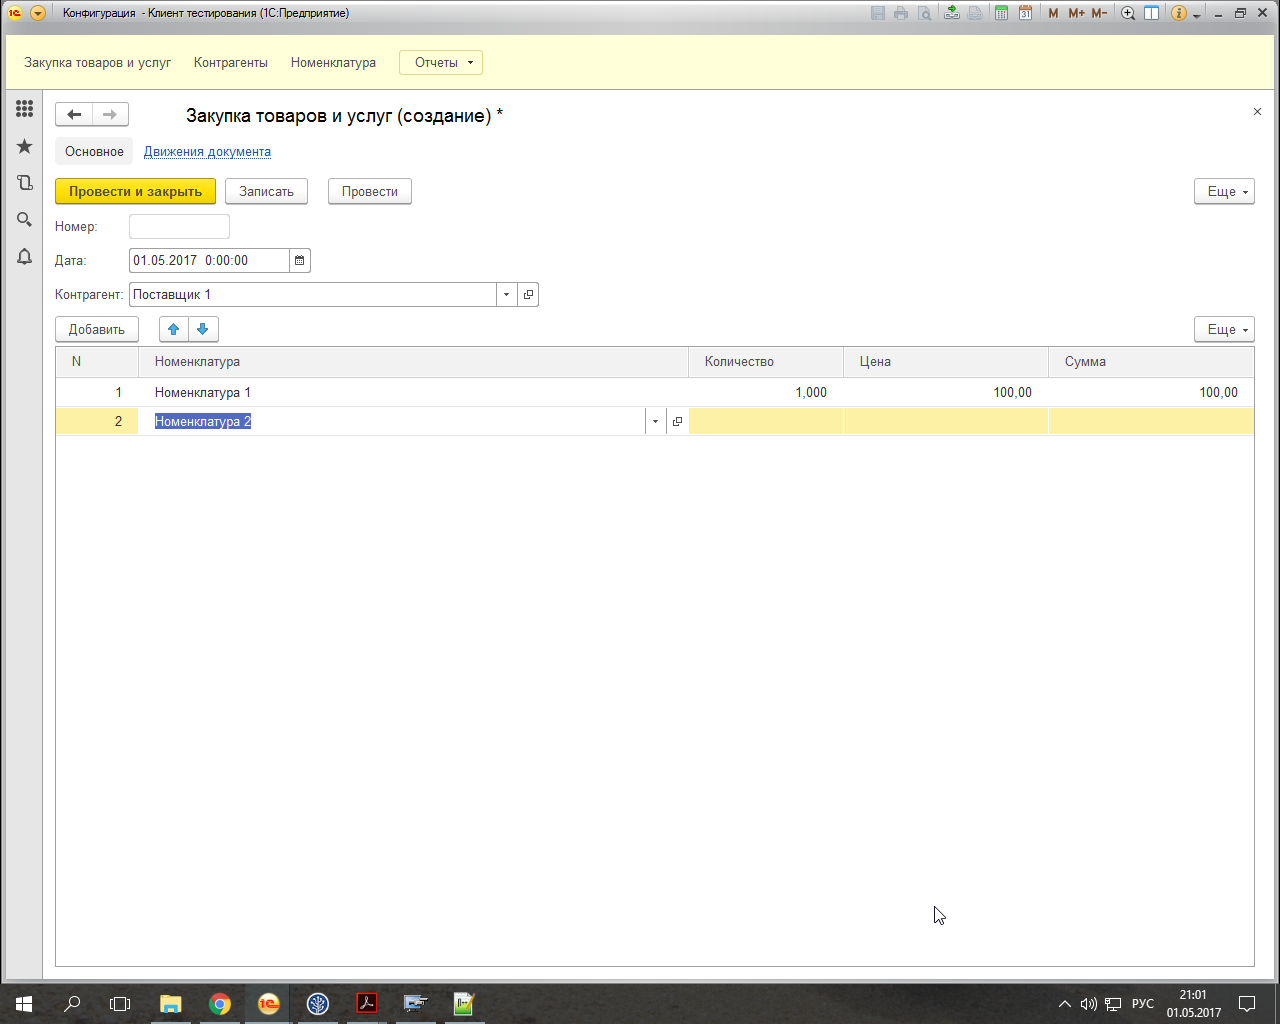 Конфигурация - Клиент тестирования (1С:Предприятие)
M M+ M-
31
Закупка товаров и услуг Контрагенты Номенклатура Отчеты
Закупка товаров и услуг (создание) *
Основное Движения документа
Провести и закрыть Записать Провести Еще
Номер:
Дата: 01.05.2017 0:00:00
Контрагент: Поставщик 1
Добавить Еще
N Номенклатура Количество Цена Сумма
1 Номенклатура 1 1,000 100,00 100,00
2 Номенклатура 2
РУС 21:01
01.05.2017